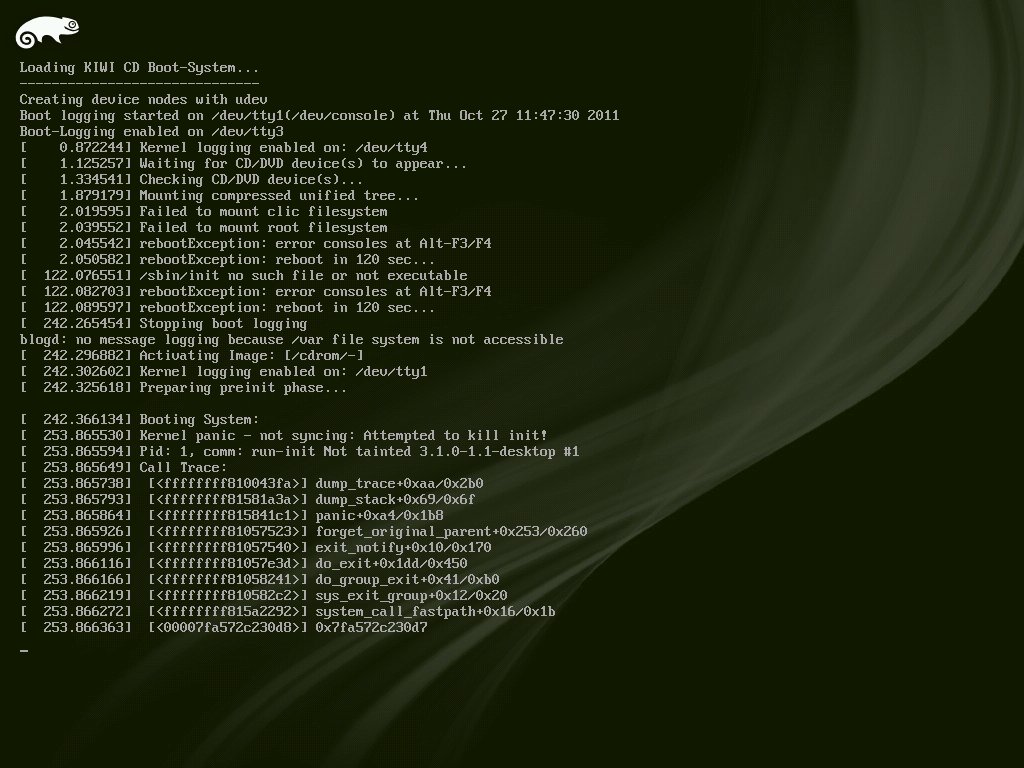 Loading KIWI CD Boot-System...
------------------------------
Creating device nodes with udev
Boot logging started on /dev/tty1(/dev/console) at Thu Oct 27 11:47:30 2011
Boot-Logging enabled on /dev/tty3
[    0.872244] Kernel logging enabled on: /dev/tty4
[    1.125257] Waiting for CD/DVD device(s) to appear...
[    1.334541] Checking CD/DVD device(s)...
[    1.879179] Mounting compressed unified tree...
[    2.019595] Failed to mount clic filesystem
[    2.039552] Failed to mount root filesystem
[    2.045542] rebootException: error consoles at Alt-F3/F4
[    2.050582] rebootException: reboot in 120 sec...
[  122.076551] /sbin/init no such file or not executable
[  122.082703] rebootException: error consoles at Alt-F3/F4
[  122.089597] rebootException: reboot in 120 sec...
[  242.265454] Stopping boot logging
blogd: no message logging because /var file system is not accessible
[  242.296882] Activating Image: [/cdrom/-]
[  242.302602] Kernel logging enabled on: /dev/tty1
[  242.325618] Preparing preinit phase...
[  242.366134] Booting System:
[  253.865530] Kernel panic - not syncing: Attempted to kill init!
[  253.865594] Pid: 1, comm: run-init Not tainted 3.1.0-1.1-desktop #1
[  253.865649] Call Trace:
[  253.865738]  [<ffffffff810043fa>] dump_trace+0xaa/0x2b0
[  253.865793]  [<ffffffff81581a3a>] dump_stack+0x69/0x6f
[  253.865864]  [<ffffffff815841c1>] panic+0xa4/0x1b8
[  253.865926]  [<ffffffff81057523>] forget_original_parent+0x253/0x260
[  253.865996]  [<ffffffff81057540>] exit_notify+0x10/0x170
[  253.866116]  [<ffffffff81057e3d>] do_exit+0x1dd/0x450
[  253.866166]  [<ffffffff81058241>] do_group_exit+0x41/0xb0
[  253.866219]  [<ffffffff810582c2>] sys_exit_group+0x12/0x20
[  253.866272]  [<ffffffff815a2292>] system_call_fastpath+0x16/0x1b
[  253.866363]  [<00007fa572c230d8>] 0x7fa572c230d7
_